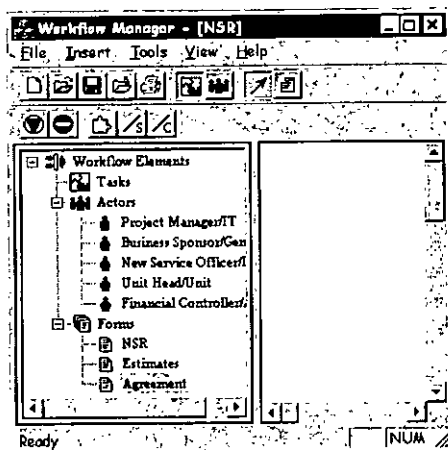 Workflow Manager - [NSR]
File Insert Tools View Help
S C
Workflow Elements
Tasks
Actors
Project Manager/IT
Business Sponsor/Gen
New Service Officer/I
Unit Head/Unit
Financial Controller/
Forms
NSR
Estimates
Agreement
Ready NUM